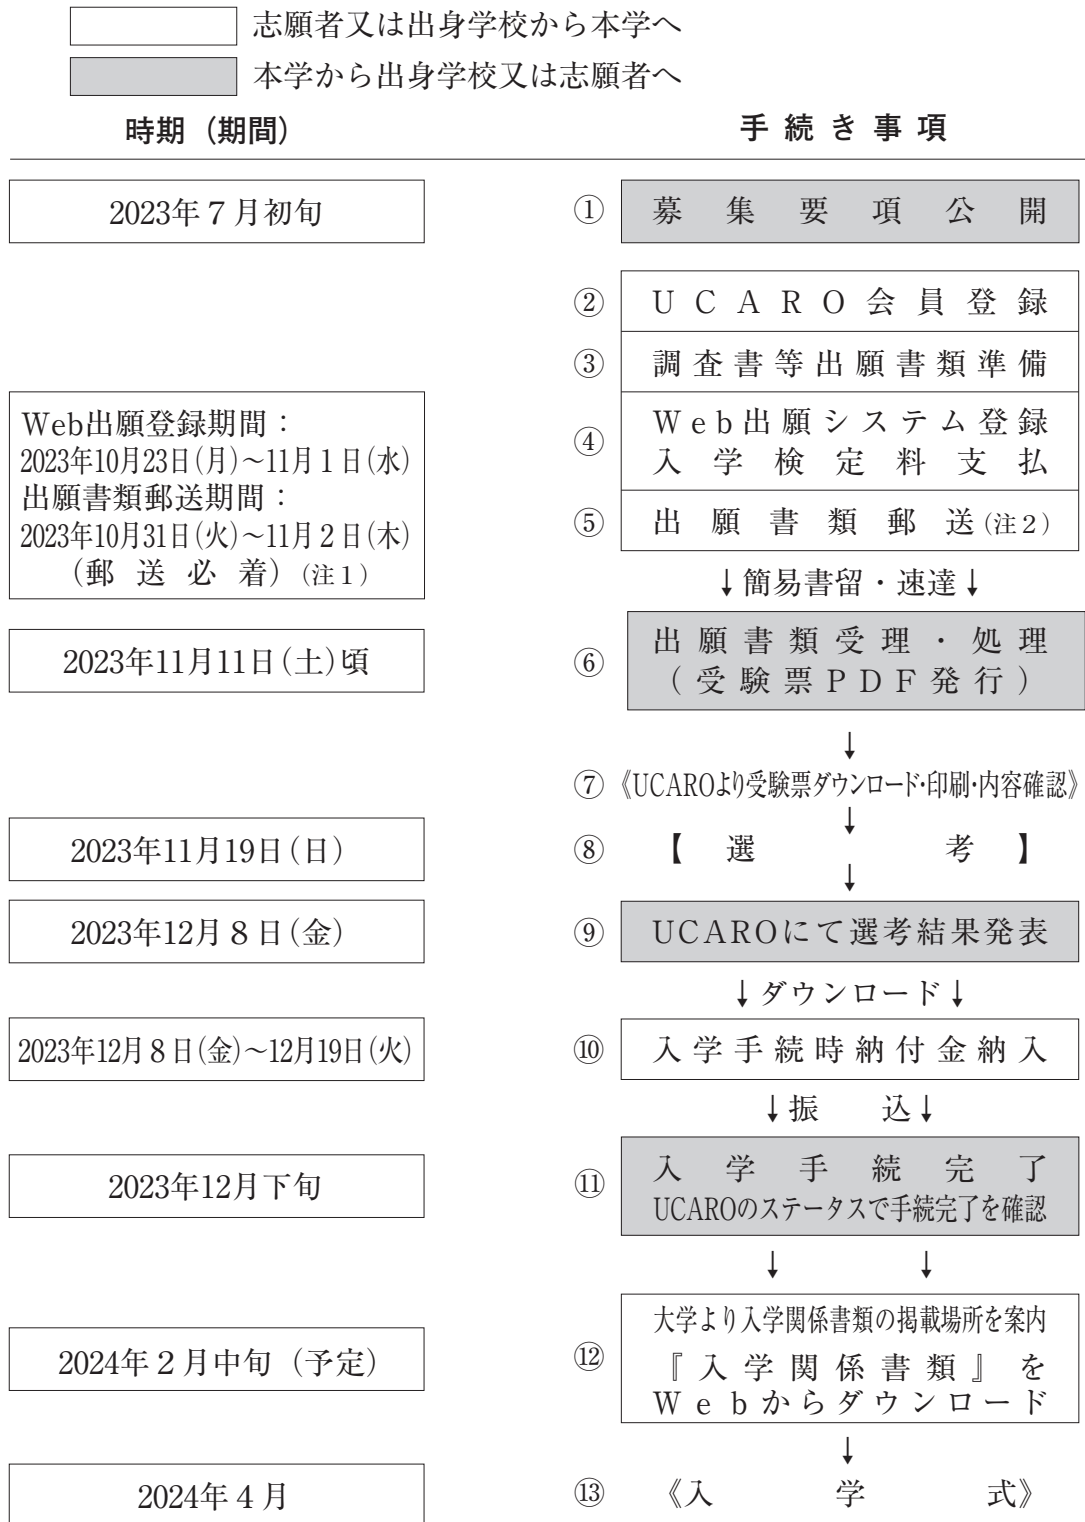 志願者又は出身学校から本学へ
本学から出身学校又は志願者へ
時期（期間） 手続き事項
2023年７月初旬 ① 募集要項公開
② UCARO会員登録
③ 調査書等出願書類準備
Web出願登録期間：
2023年10月23日(月)～11月１日(水)
出願書類郵送期間：
2023年10月31日(火)～11月２日(木)
（郵送必着）(注１)
④ Web出願システム登録
入学検定料支払
⑤ 出願書類郵送(注２)
↓簡易書留・速達↓
2023年11月11日(土)頃 ⑥ 出願書類受理・処理
（受験票PDF発行）
↓
⑦ 《UCAROより受験票ダウンロード・印刷・内容確認》
↓
2023年11月19日(日) ⑧ 【選考】
↓
2023年12月８日(金) ⑨ UCAROにて選考結果発表
↓ダウンロード↓
2023年12月８日(金)～12月19日(火) ⑩ 入学手続時納付金納入
↓振込↓
2023年12月下旬 ⑪ 入学手続完了
UCAROのステータスで手続完了を確認
↓ ↓
大学より入学関係書類の掲載場所を案内
2024年２月中旬（予定） ⑫ 『入学関係書類』を
Webからダウンロード
↓
2024年４月 ⑬ 《入学式》